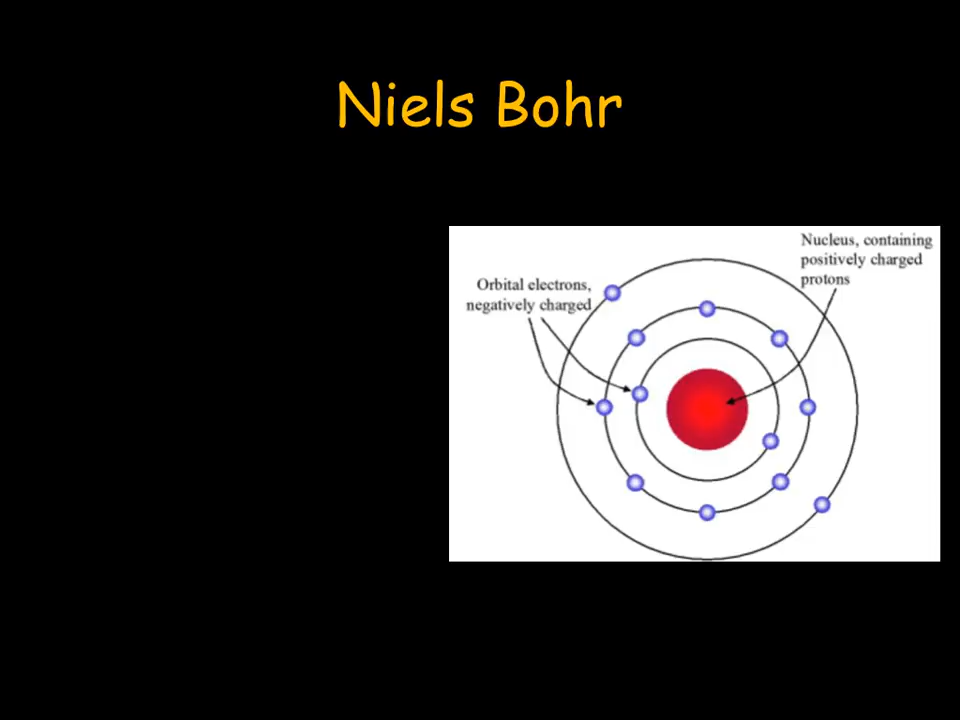 Niels Bohr
Nucleus, containing
positively charged
protons
Orbital electrons,
negatively charged